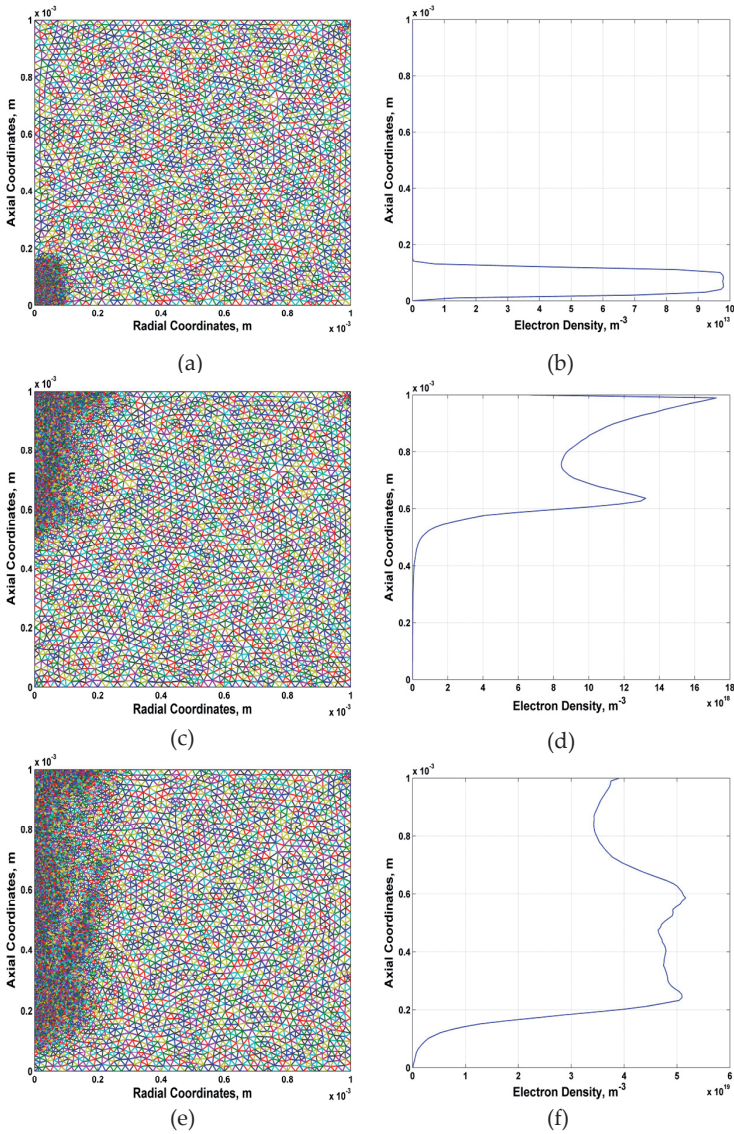 x 10⁻³
1
0.8
0.6
0.4
0.2
0
Axial Coordinates, m
0 0.2 0.4 0.6 0.8 1
Radial Coordinates, m
x 10⁻³
(a)
x 10⁻³
1
0.8
0.6
0.4
0.2
0
Axial Coordinates, m
0 1 2 3 4 5 6 7 8 9 10
Electron Density, m⁻³
x 10¹³
(b)
x 10⁻³
1
0.8
0.6
0.4
0.2
0
Axial Coordinates, m
0 0.2 0.4 0.6 0.8 1
Radial Coordinates, m
x 10⁻³
(c)
x 10⁻³
1
0.8
0.6
0.4
0.2
0
Axial Coordinates, m
0 2 4 6 8 10 12 14 16 18
Electron Density, m⁻³
x 10¹⁸
(d)
x 10⁻³
1
0.8
0.6
0.4
0.2
0
Axial Coordinates, m
0 0.2 0.4 0.6 0.8 1
Radial Coordinates, m
x 10⁻³
(e)
x 10⁻³
1
0.8
0.6
0.4
0.2
0
Axial Coordinates, m
0 1 2 3 4 5 6
Electron Density, m⁻³
x 10¹⁹
(f)